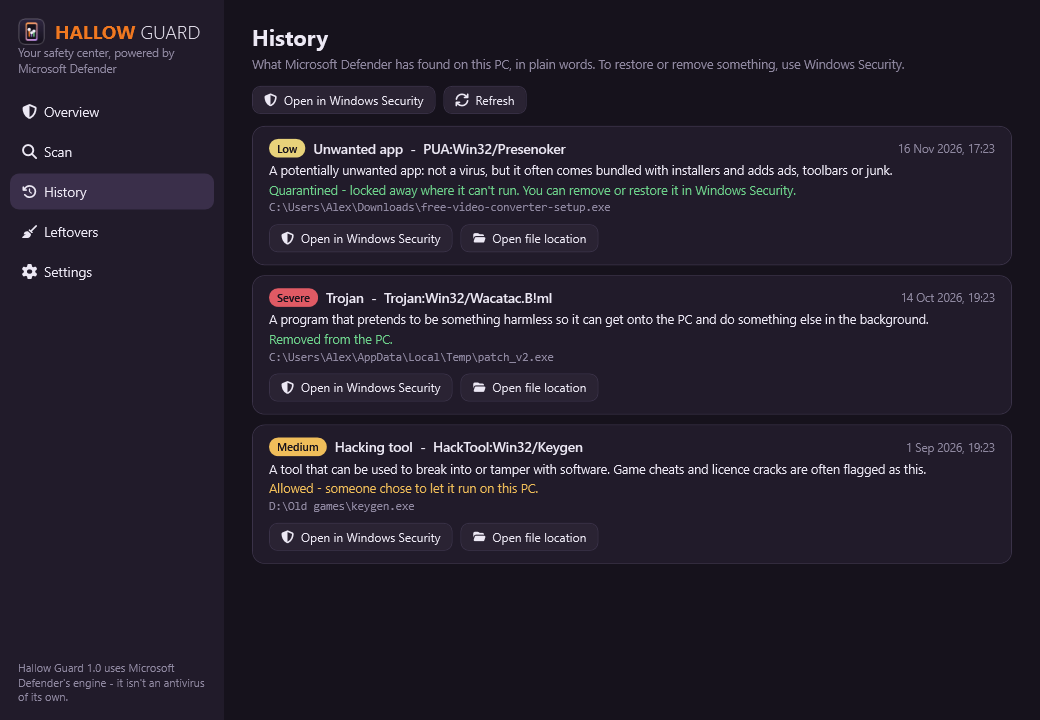 HALLOW GUARD
Your safety center, powered by
Microsoft Defender
Overview
Scan
History
Leftovers
Settings
Hallow Guard 1.0 uses Microsoft
Defender's engine - it isn't an antivirus
of its own.
History
What Microsoft Defender has found on this PC, in plain words. To restore or remove something, use Windows Security.
Open in Windows Security Refresh
Low Unwanted app - PUA:Win32/Presenoker 16 Nov 2026, 17:23
A potentially unwanted app: not a virus, but it often comes bundled with installers and adds ads, toolbars or junk.
Quarantined - locked away where it can't run. You can remove or restore it in Windows Security.
C:\Users\Alex\Downloads\free-video-converter-setup.exe
Open in Windows Security Open file location
Severe Trojan - Trojan:Win32/Wacatac.B!ml 14 Oct 2026, 19:23
A program that pretends to be something harmless so it can get onto the PC and do something else in the background.
Removed from the PC.
C:\Users\Alex\AppData\Local\Temp\patch_v2.exe
Open in Windows Security Open file location
Medium Hacking tool - HackTool:Win32/Keygen 1 Sep 2026, 19:23
A tool that can be used to break into or tamper with software. Game cheats and licence cracks are often flagged as this.
Allowed - someone chose to let it run on this PC.
D:\Old games\keygen.exe
Open in Windows Security Open file location